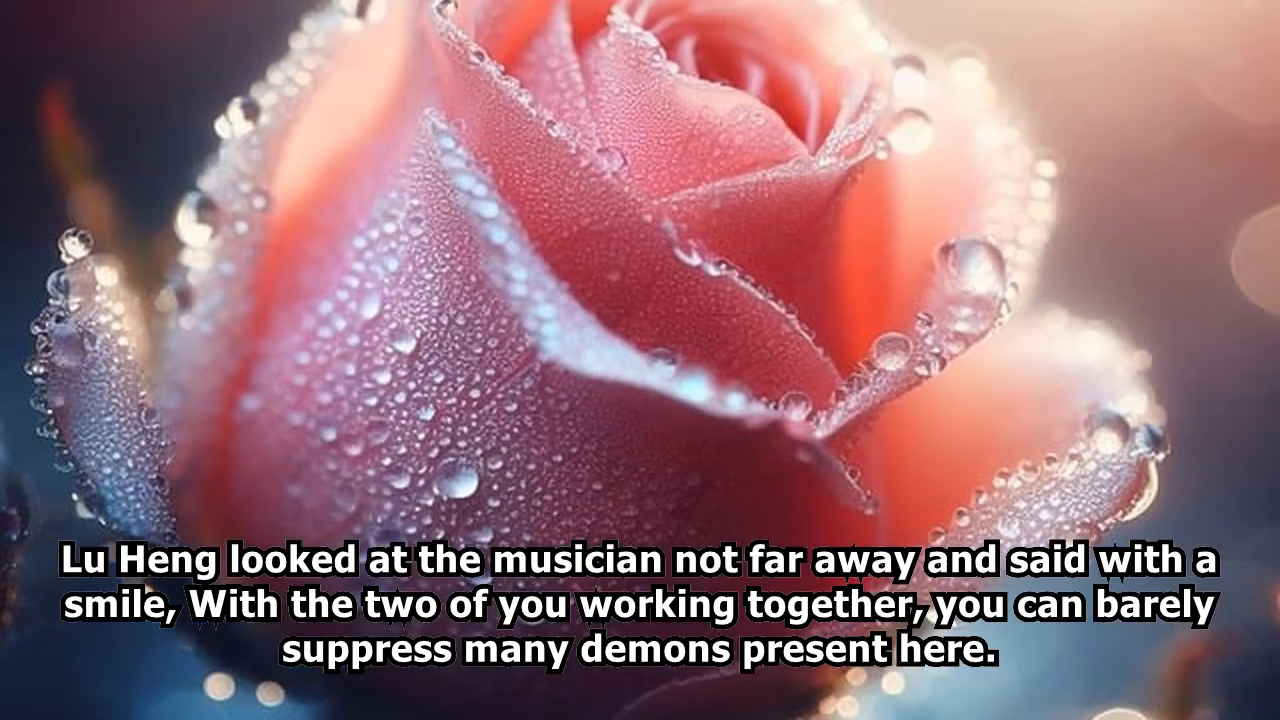 Lu Heng looked at the musician not far away and said with a
smile, With the two of you working together, you can barely
suppress many demons present here.